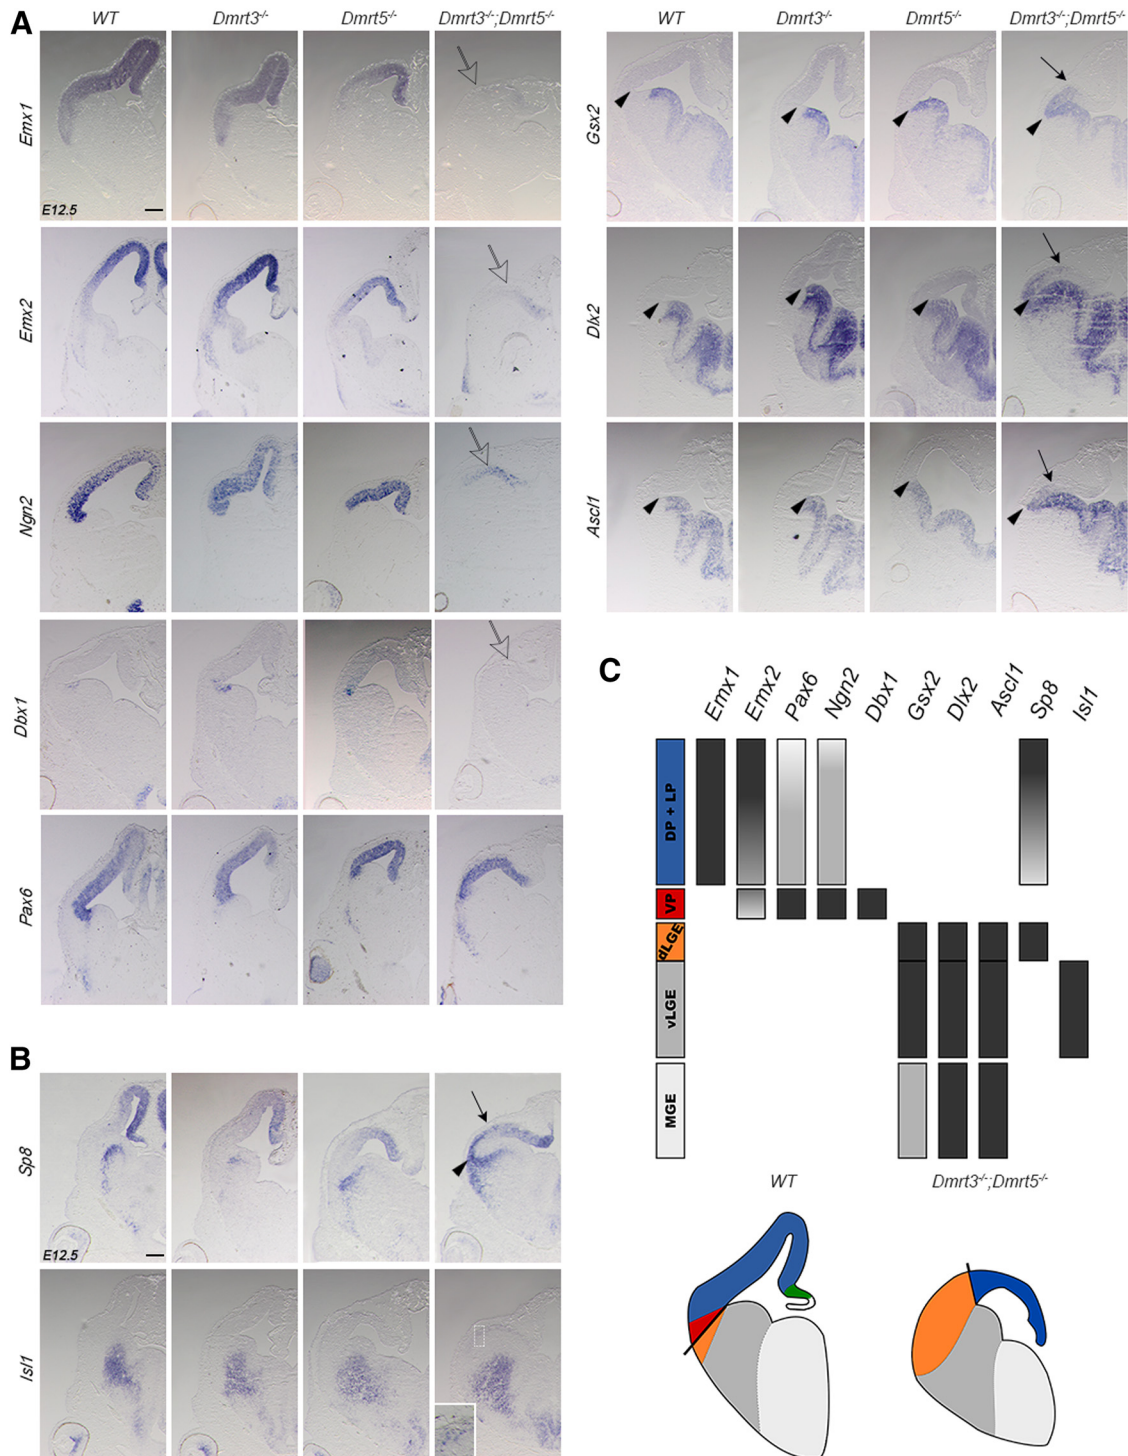 A
WT Dmrt3-/- Dmrt5-/- Dmrt3-/-;Dmrt5-/-
Emx1
E12.5
Emx2
Ngn2
Dbx1
Pax6
WT Dmrt3-/- Dmrt5-/- Dmrt3-/-;Dmrt5-/-
Gsx2
Dlx2
Ascl1
B
Sp8
E12.5
Isl1
C
Emx1 Emx2 Pax6 Ngn2 Dbx1 Gsx2 Dlx2 Ascl1 Sp8 Isl1
DP + LP
VP
dLGE
vLGE
MGE
WT Dmrt3-/-;Dmrt5-/-